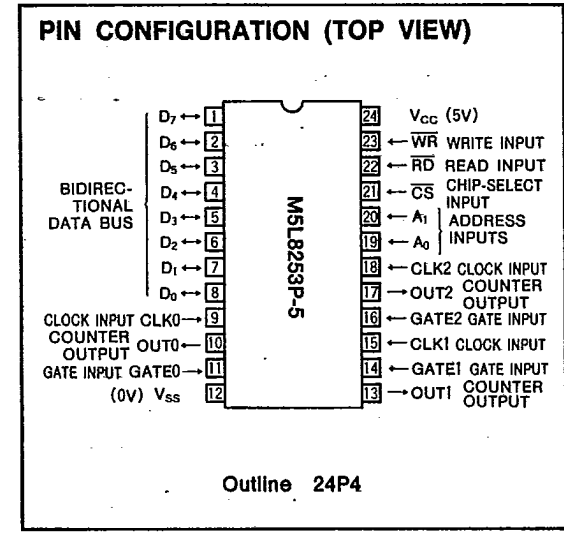 PIN CONFIGURATION (TOP VIEW)
D7 ↔ 1
D6 ↔ 2
D5 ↔ 3
D4 ↔ 4
D3 ↔ 5
D2 ↔ 6
D1 ↔ 7
D0 ↔ 8
BIDIREC-
TIONAL
DATA BUS
CLOCK INPUT CLK0→ 9
COUNTER
OUTPUT OUT0← 10
GATE INPUT GATE0→ 11
(0V) VSS 12
M5L8253P-5
24 VCC (5V)
23 ← W̅R̅ WRITE INPUT
22 ← R̅D̅ READ INPUT
21 ← C̅S̅ CHIP-SELECT
INPUT
20 ← A1
19 ← A0
ADDRESS
INPUTS
18 ← CLK2 CLOCK INPUT
17 → OUT2 COUNTER
OUTPUT
16 ← GATE2 GATE INPUT
15 ← CLK1 CLOCK INPUT
14 ← GATE1 GATE INPUT
13 → OUT1 COUNTER
OUTPUT
Outline 24P4